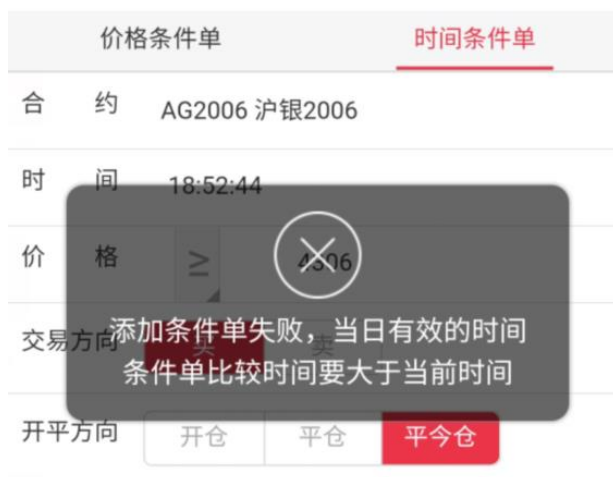 价格条件单 时间条件单
合 约 AG2006 沪银2006
时 间 18:52:44
价 格 ≥ 4306
添加条件单失败，当日有效的时间
条件单比较时间要大于当前时间
交易方向 买 卖
开平方向 开仓 平仓 平今仓